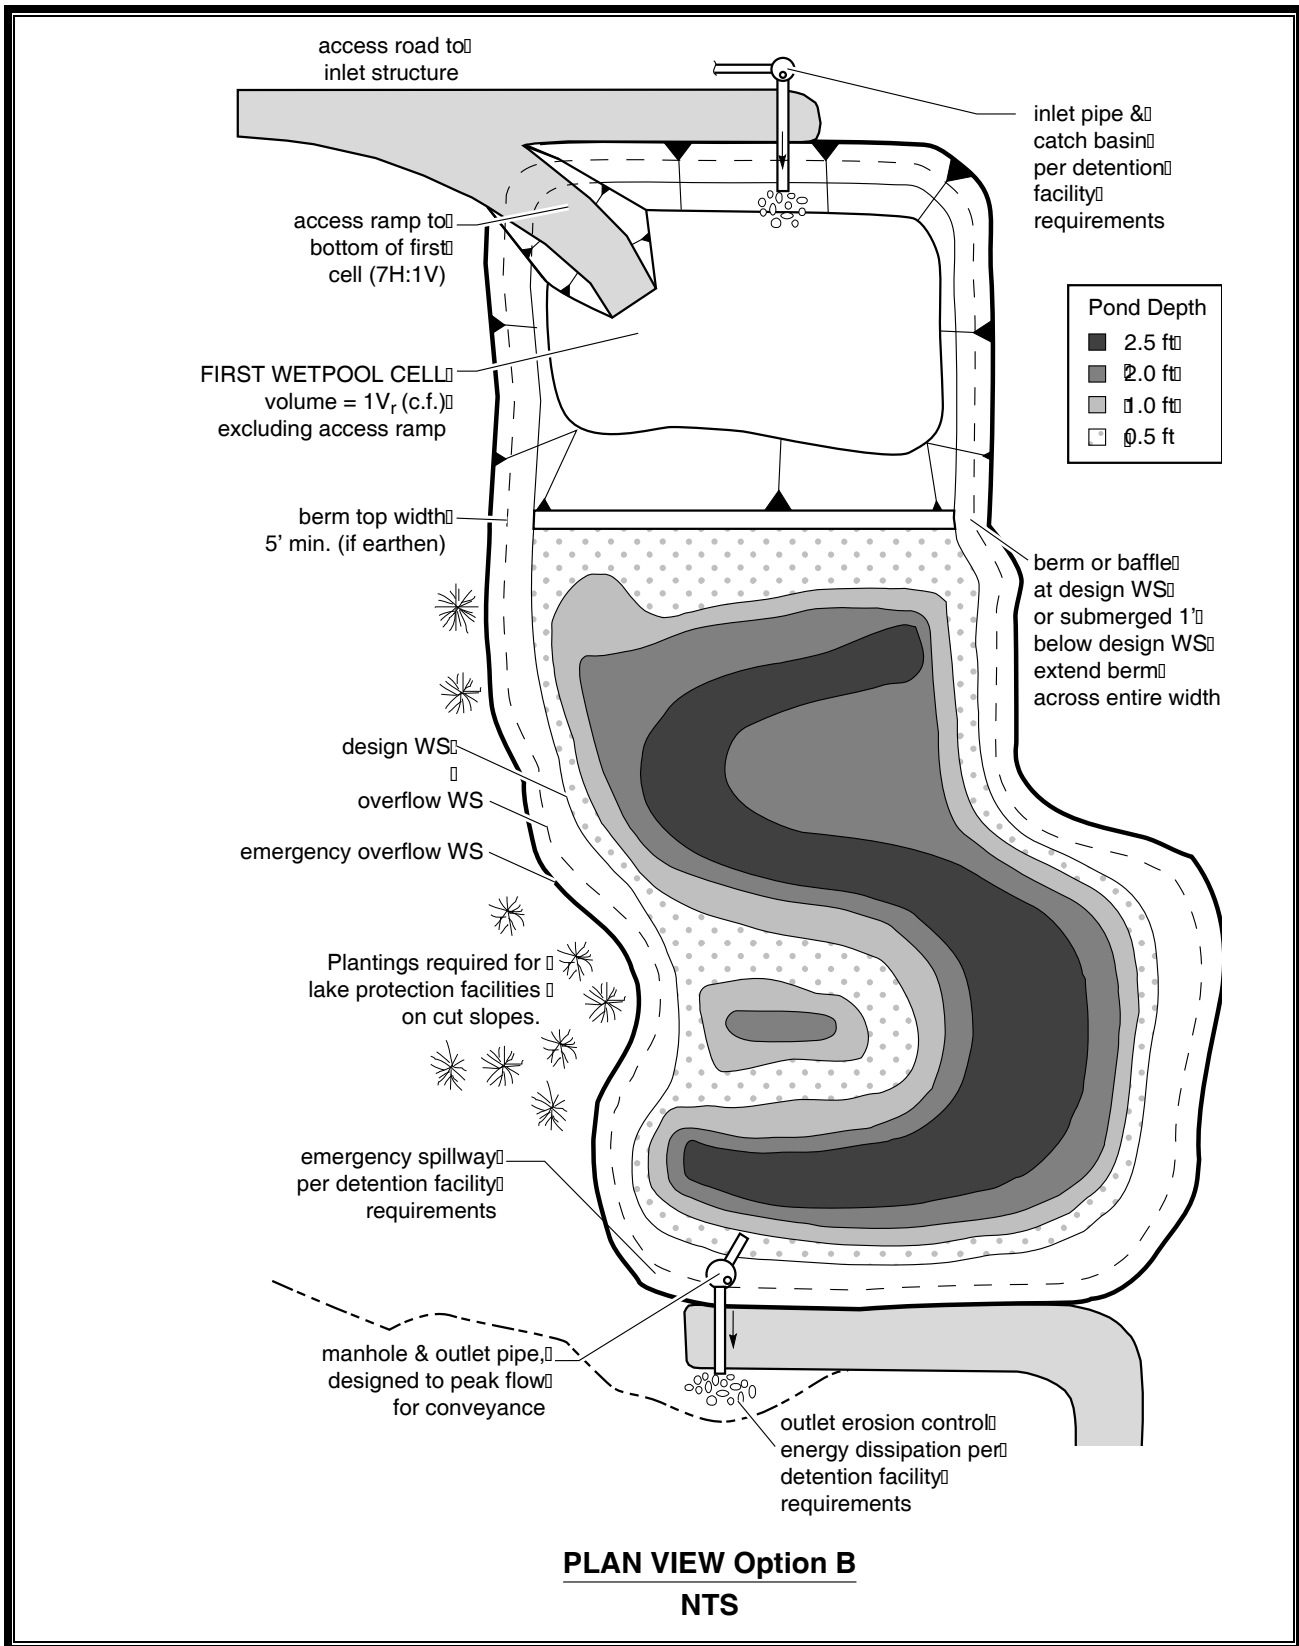 access road to
inlet structure
inlet pipe &
catch basin
per detention
facility
requirements
access ramp to
bottom of first
cell (7H:1V)
Pond Depth
2.5 ft
2.0 ft
1.0 ft
0.5 ft
FIRST WETPOOL CELL
volume = 1Vr (c.f.)
excluding access ramp
berm top width
5' min. (if earthen)
berm or baffle
at design WS
or submerged 1'
below design WS
extend berm
across entire width
design WS
overflow WS
emergency overflow WS
Plantings required for
lake protection facilities
on cut slopes.
emergency spillway
per detention facility
requirements
manhole & outlet pipe,
designed to peak flow
for conveyance
outlet erosion control
energy dissipation per
detention facility
requirements
PLAN VIEW Option B
NTS